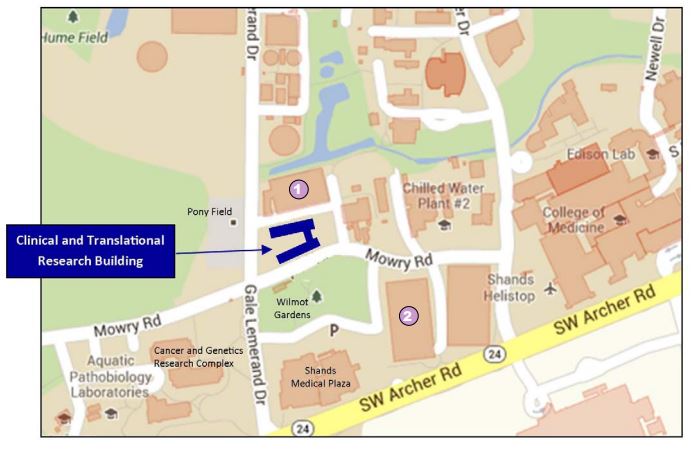 Hume Field
erand Dr
er Dr
Newell Dr
Edison Lab
S
1
Chilled Water
Plant #2
Pony Field
College of
Medicine
Clinical and Translational
Research Building
Mowry Rd
Shands
Helistop
Wilmot
Gardens
2
Gale Lemerand Dr
SW Archer Rd
Mowry Rd
P
24
Cancer and Genetics
Research Complex
Aquatic
Pathobiology
Laboratories
Shands
Medical Plaza
SW Archer Rd
24